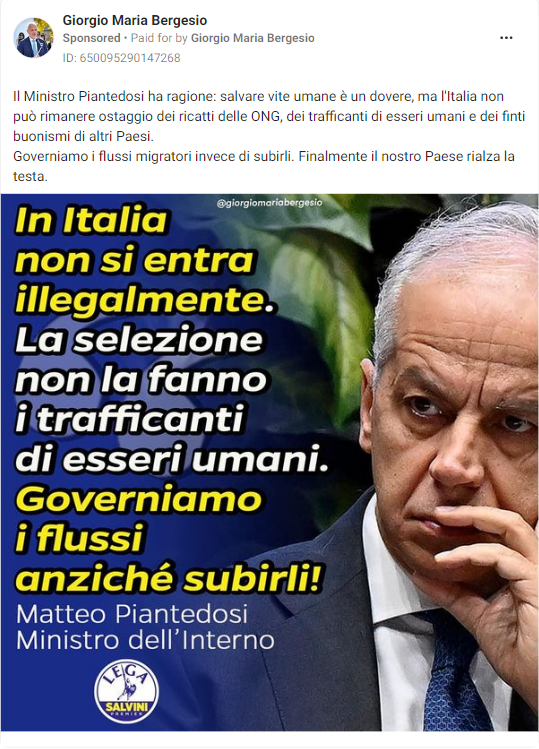 Giorgio Maria Bergesio
Sponsored • Paid for by Giorgio Maria Bergesio
ID: 650095290147268
Il Ministro Piantedosi ha ragione: salvare vite umane è un dovere, ma l'Italia non
può rimanere ostaggio dei ricatti delle ONG, dei trafficanti di esseri umani e dei finti
buonismi di altri Paesi.
Governiamo i flussi migratori invece di subirli. Finalmente il nostro Paese rialza la
testa.
@giorgiomariabergesio
In Italia
non si entra
illegalmente.
La selezione
non la fanno
i trafficanti
di esseri umani.
Governiamo
i flussi
anziché subirli!
Matteo Piantedosi
Ministro dell'Interno
LEGA
SALVINI
PREMIER